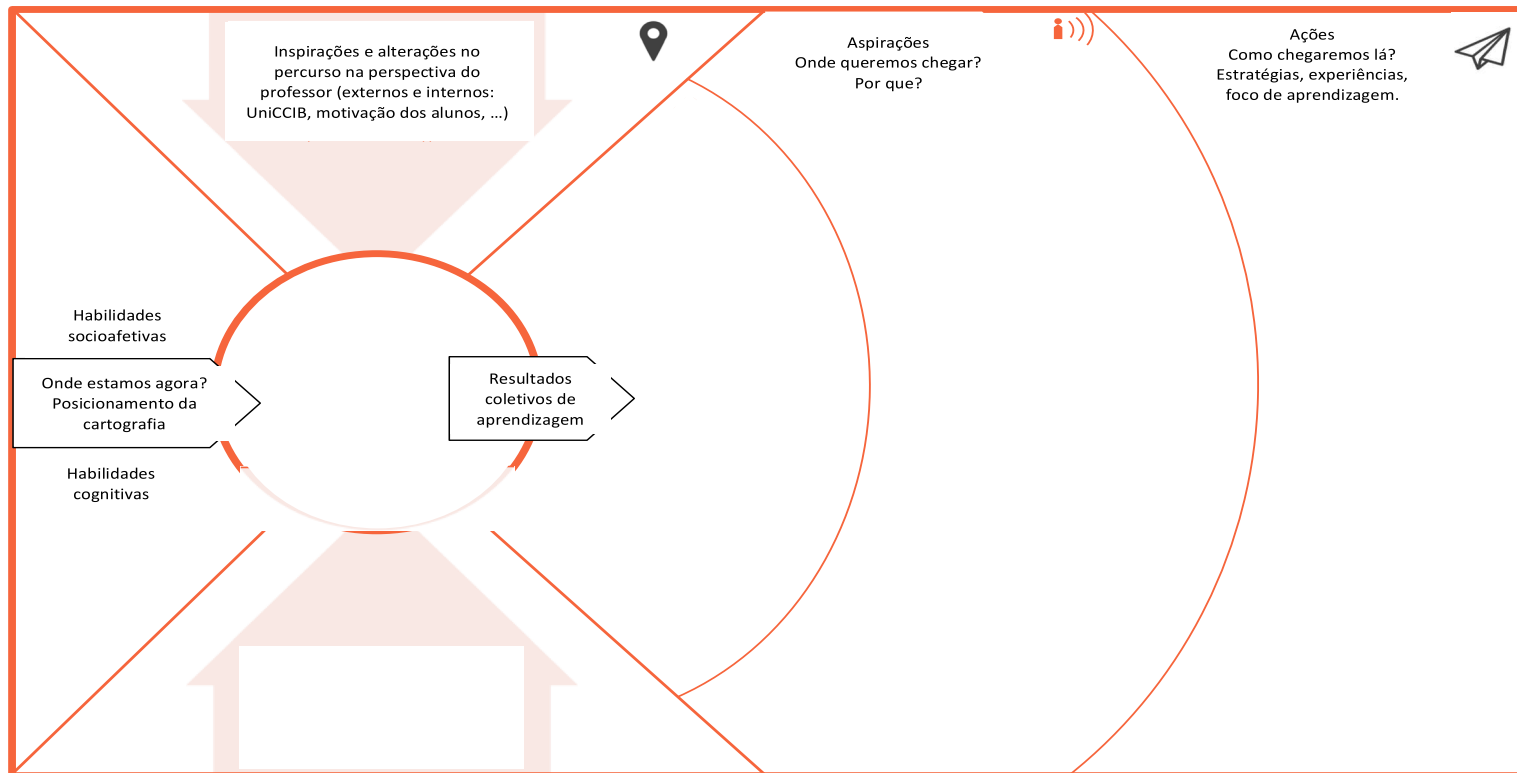 Inspirações e alterações no
percurso na perspectiva do
professor (externos e internos:
UniCCIB, motivação dos alunos, ...)
Aspirações
Onde queremos chegar?
Por que?
Ações
Como chegaremos lá?
Estratégias, experiências,
foco de aprendizagem.
Habilidades
socioafetivas
Onde estamos agora?
Posicionamento da
cartografia
Habilidades
cognitivas
Resultados
coletivos de
aprendizagem